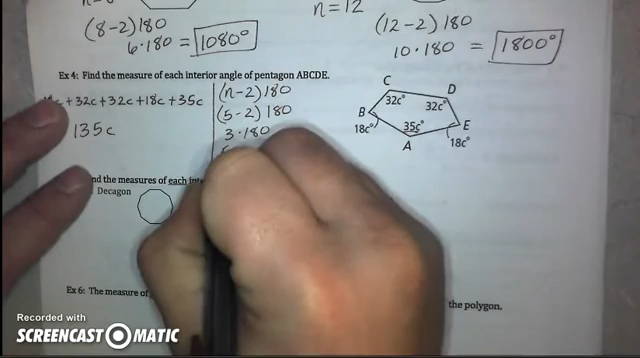 n=12
(8-2)180
6·180 = 1080°
(12-2)180
10·180 = 1800°
Ex 4: Find the measure of each interior angle of pentagon ABCDE.
+32c+32c+18c+35c
135c
(n-2)180
(5-2)180
3·180
C
D
32c°
32c°
B
18c°
35c°
E
A
18c°
nd the measures of each
Decagon
Ex 6: The measure of
the polygon.
Recorded with
SCREENCAST O MATIC